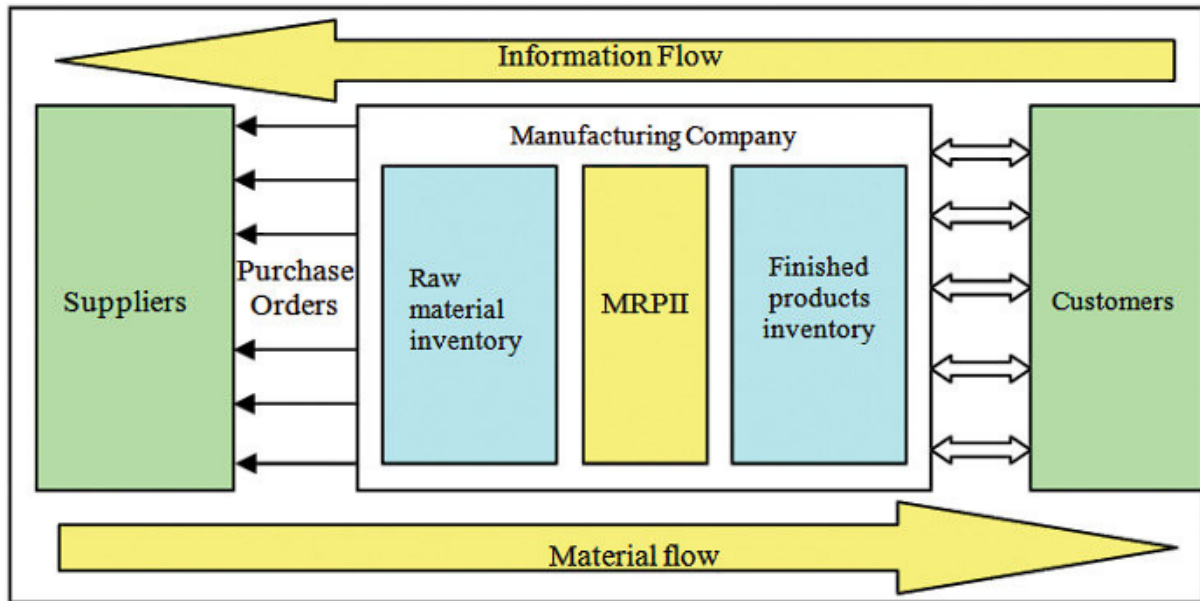 Information Flow
Manufacturing Company
Suppliers
Purchase
Orders
Raw
material
inventory
MRPII
Finished
products
inventory
Customers
Material flow